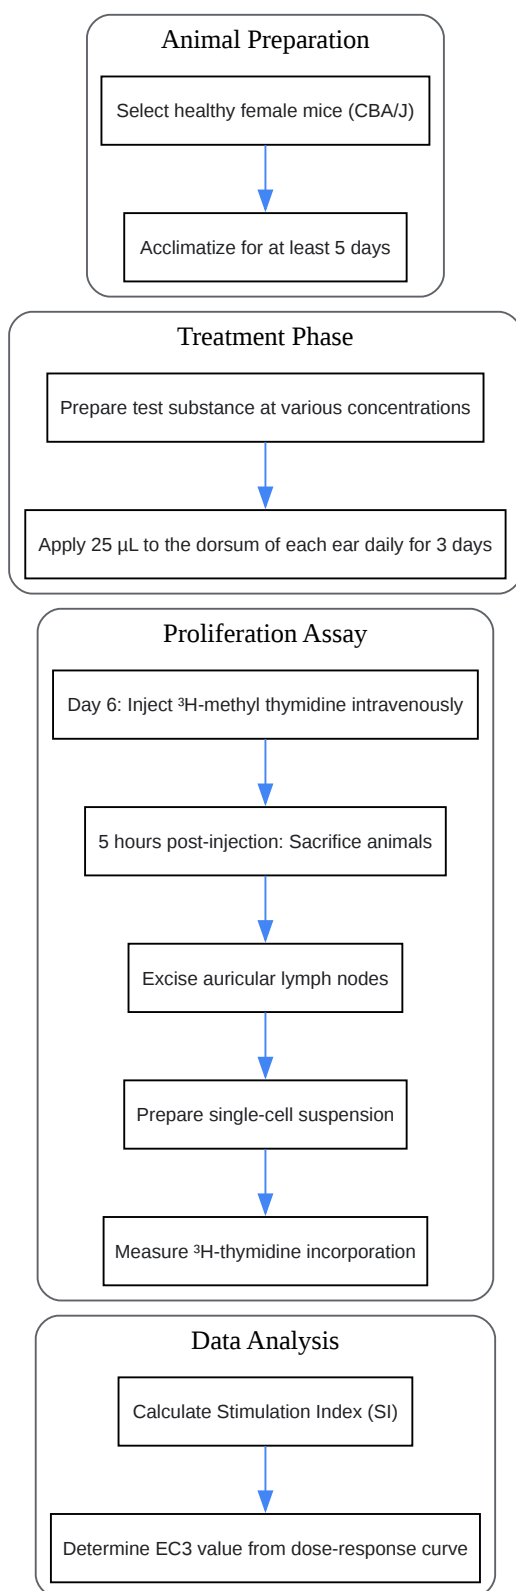 Animal Preparation
Select healthy female mice (CBA/J)
Acclimatize for at least 5 days
Treatment Phase
Prepare test substance at various concentrations
Apply 25 µL to the dorsum of each ear daily for 3 days
Proliferation Assay
Day 6: Inject ³H-methyl thymidine intravenously
5 hours post-injection: Sacrifice animals
Excise auricular lymph nodes
Prepare single-cell suspension
Measure ³H-thymidine incorporation
Data Analysis
Calculate Stimulation Index (SI)
Determine EC3 value from dose-response curve